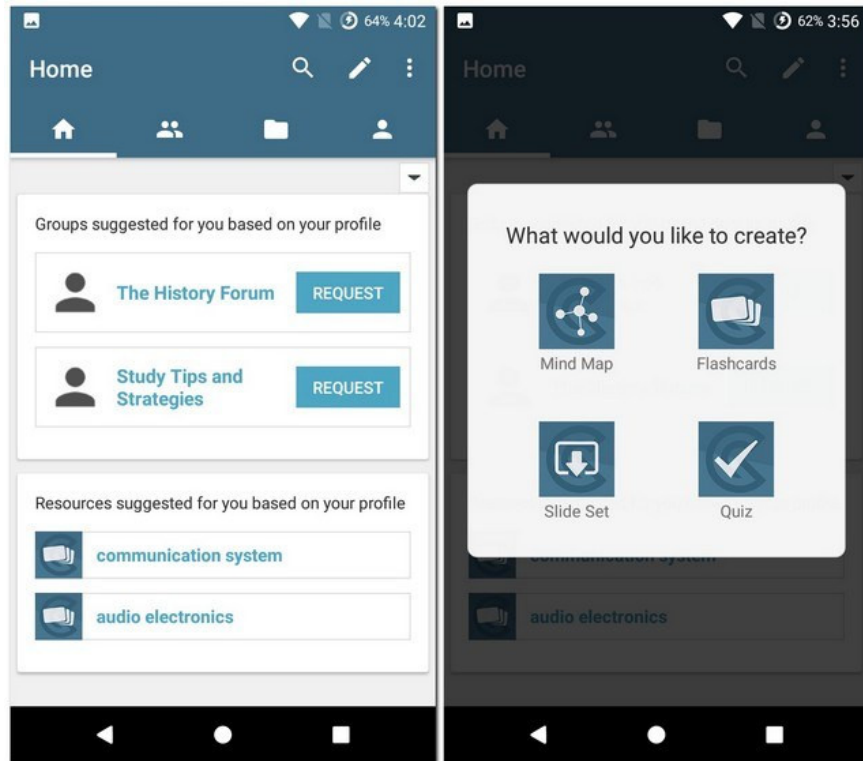 64% 4:02
Home
Groups suggested for you based on your profile
The History Forum
REQUEST
Study Tips and
Strategies
REQUEST
Resources suggested for you based on your profile
communication system
audio electronics
62% 3:56
Home
What would you like to create?
Mind Map
Flashcards
Slide Set
Quiz
communication system
audio electronics